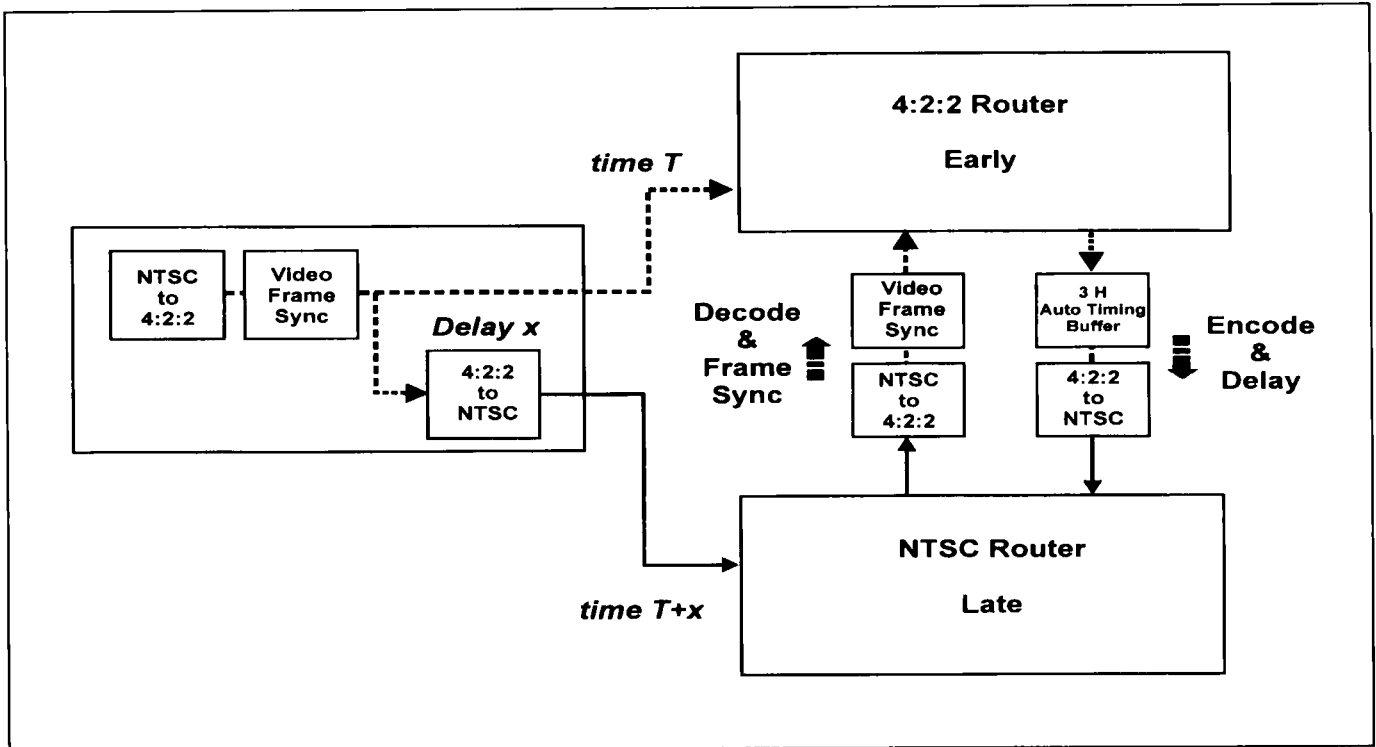 4:2:2 Router
Early
time T
NTSC
to
4:2:2
Video
Frame
Sync
Delay x
4:2:2
to
NTSC
Decode
&
Frame
Sync
Video
Frame
Sync
NTSC
to
4:2:2
3 H
Auto Timing
Buffer
4:2:2
to
NTSC
Encode
&
Delay
NTSC Router
Late
time T+x